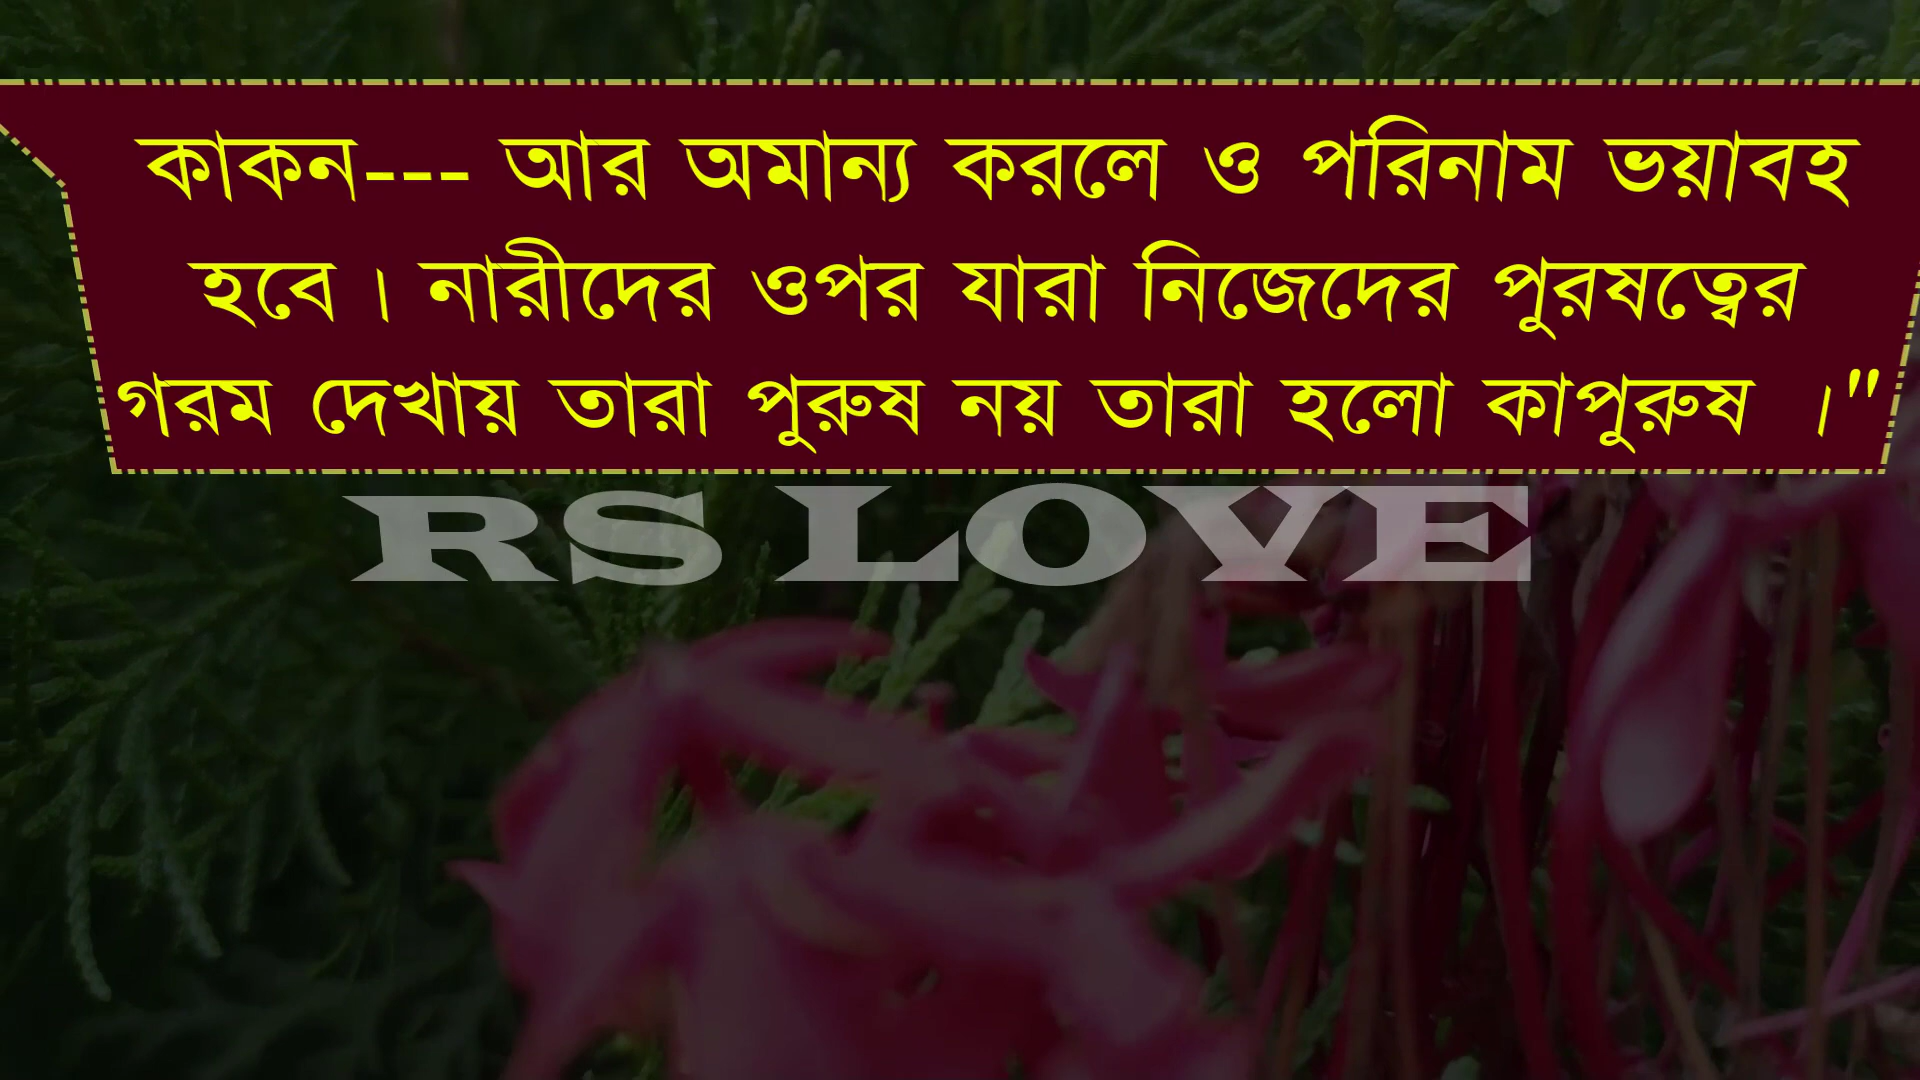 কাকন--- আর অমান্য করলে ও পরিনাম ভয়াবহ
হবে। নারীদের ওপর যারা নিজেদের পুরষত্বের
গরম দেখায় তারা পুরুষ নয় তারা হলো কাপুরুষ ।"
RS LOVE